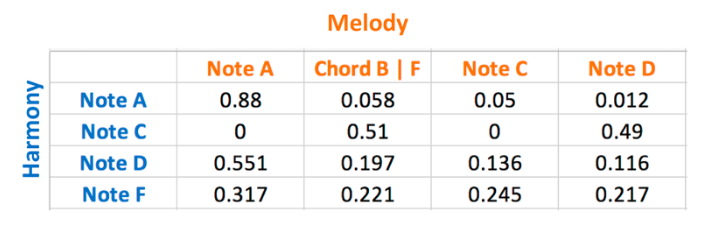 Melody
Harmony
Note A Chord B | F Note C Note D
Note A 0.88 0.058 0.05 0.012
Note C 0 0.51 0 0.49
Note D 0.551 0.197 0.136 0.116
Note F 0.317 0.221 0.245 0.217